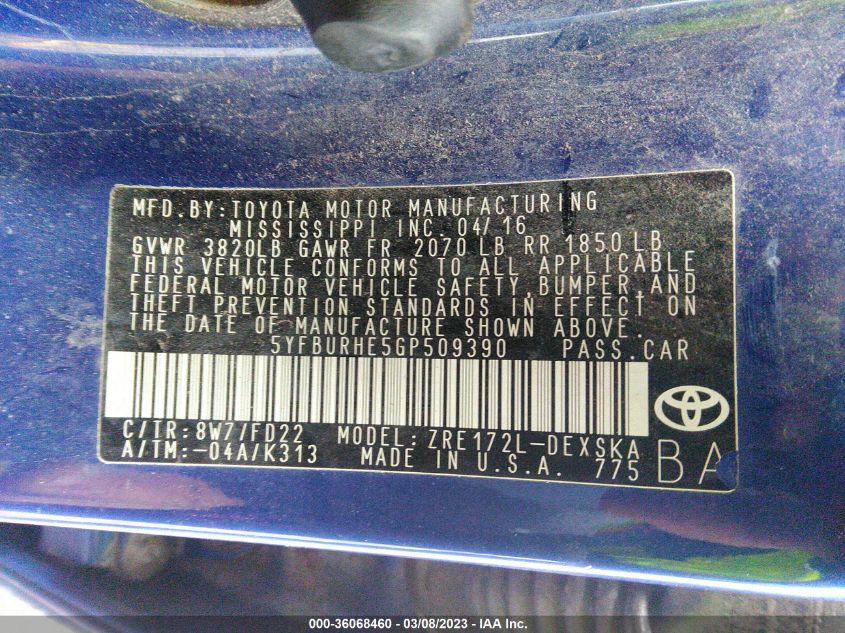 MFD.BY:TOYOTA MOTOR MANUFACTURING
MISSISSIPPI INC. 04/16
GVWR 3820LB GAWR FR 2070 LB RR 1850 LB
THIS VEHICLE CONFORMS TO ALL APPLICABLE
FEDERAL MOTOR VEHICLE SAFETY,BUMPER,AND
THEFT PREVENTION STANDARDS IN EFFECT ON
THE DATE OF MANUFACTURE SHOWN ABOVE.
5YFBURHE5GP509390 PASS.CAR
C/TR:8W7/FD22 MODEL:ZRE172L-DEXSKA
A/TM:-04A/K313 MADE IN U.S.A. 775 BA
000-36068460 - 03/08/2023 - IAA Inc.